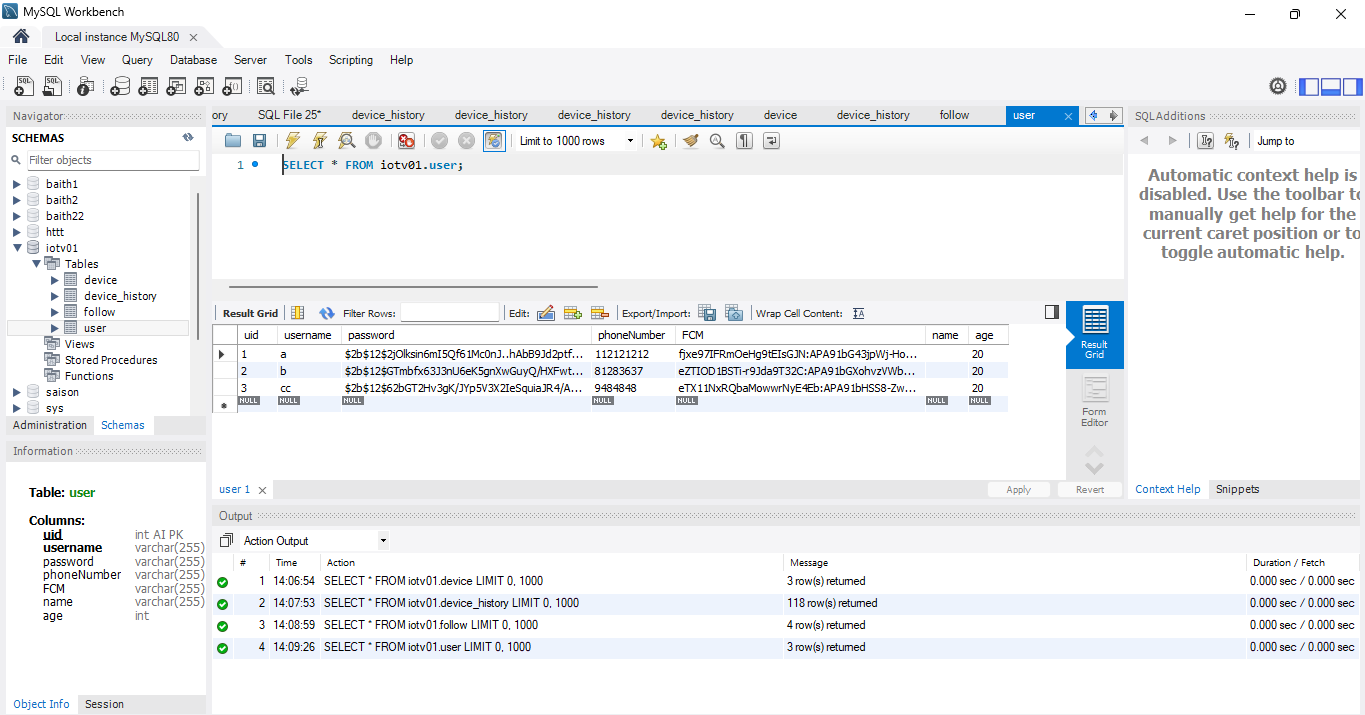 MySQL Workbench
Local instance MySQL80
File Edit View Query Database Server Tools Scripting Help
Navigator
SCHEMAS
Filter objects
baith1
baith2
baith22
httt
iotv01
Tables
device
device_history
follow
user
Views
Stored Procedures
Functions
saison
sys
Administration Schemas
Information
Table: user
Columns:
uid int AI PK
username varchar(255)
password varchar(255)
phoneNumber varchar(255)
FCM varchar(255)
name varchar(255)
age int
Object Info Session
ory SQL File 25* device_history device_history device_history device_history device device_history follow user
Limit to 1000 rows
1 SELECT * FROM iotv01.user;
Result Grid Filter Rows: Edit: Export/Import: Wrap Cell Content:
uid username password phoneNumber FCM name age
1 a $2b$12$2jOlksin6mI5Qf61Mc0nJ..hAbB9Jd2ptf... 112121212 fjxe97IFRmOeHg9tEIsGJN:APA91bG43jpWj-Ho... 20
2 b $2b$12$GTmbfx63J3nU6eK5gnXwGuyQ/HXFwt... 81283637 eZTIOD1BSTi-r9Jda9T32C:APA91bGXohvzVWb... 20
3 cc $2b$12$62bGT2Hv3gK/JYp5V3X2IeSquiaJR4/A... 9484848 eTX11NxRQbaMowwrNyE4Eb:APA91bHSS8-Zw... 20
NULL NULL NULL NULL NULL NULL NULL
Result Grid
Form Editor
user 1
Apply Revert
SQLAdditions
Jump to
Automatic context help is
disabled. Use the toolbar to
manually get help for the
current caret position or to
toggle automatic help.
Context Help Snippets
Output
Action Output
# Time Action Message Duration / Fetch
1 14:06:54 SELECT * FROM iotv01.device LIMIT 0, 1000 3 row(s) returned 0.000 sec / 0.000 sec
2 14:07:53 SELECT * FROM iotv01.device_history LIMIT 0, 1000 118 row(s) returned 0.000 sec / 0.000 sec
3 14:08:59 SELECT * FROM iotv01.follow LIMIT 0, 1000 4 row(s) returned 0.000 sec / 0.000 sec
4 14:09:26 SELECT * FROM iotv01.user LIMIT 0, 1000 3 row(s) returned 0.000 sec / 0.000 sec